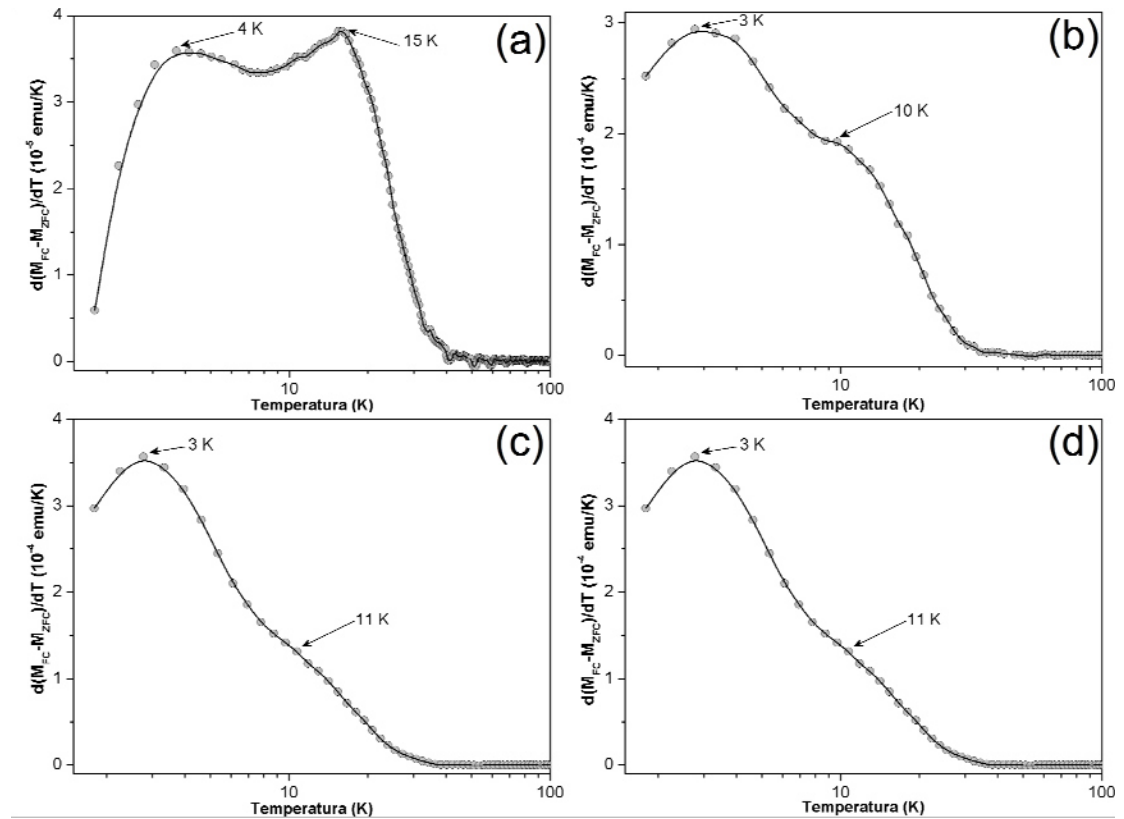 (a)
4 K
15 K
d(M_FC-M_ZFC)/dT (10^-5 emu/K)
4
3
2
1
0
10
100
Temperatura (K)
(b)
3 K
10 K
d(M_FC-M_ZFC)/dT (10^-4 emu/K)
3
2
1
0
10
100
Temperatura (K)
(c)
3 K
11 K
d(M_FC-M_ZFC)/dT (10^-4 emu/K)
4
3
2
1
0
10
100
Temperatura (K)
(d)
3 K
11 K
d(M_FC-M_ZFC)/dT (10^-4 emu/K)
4
3
2
1
0
10
100
Temperatura (K)